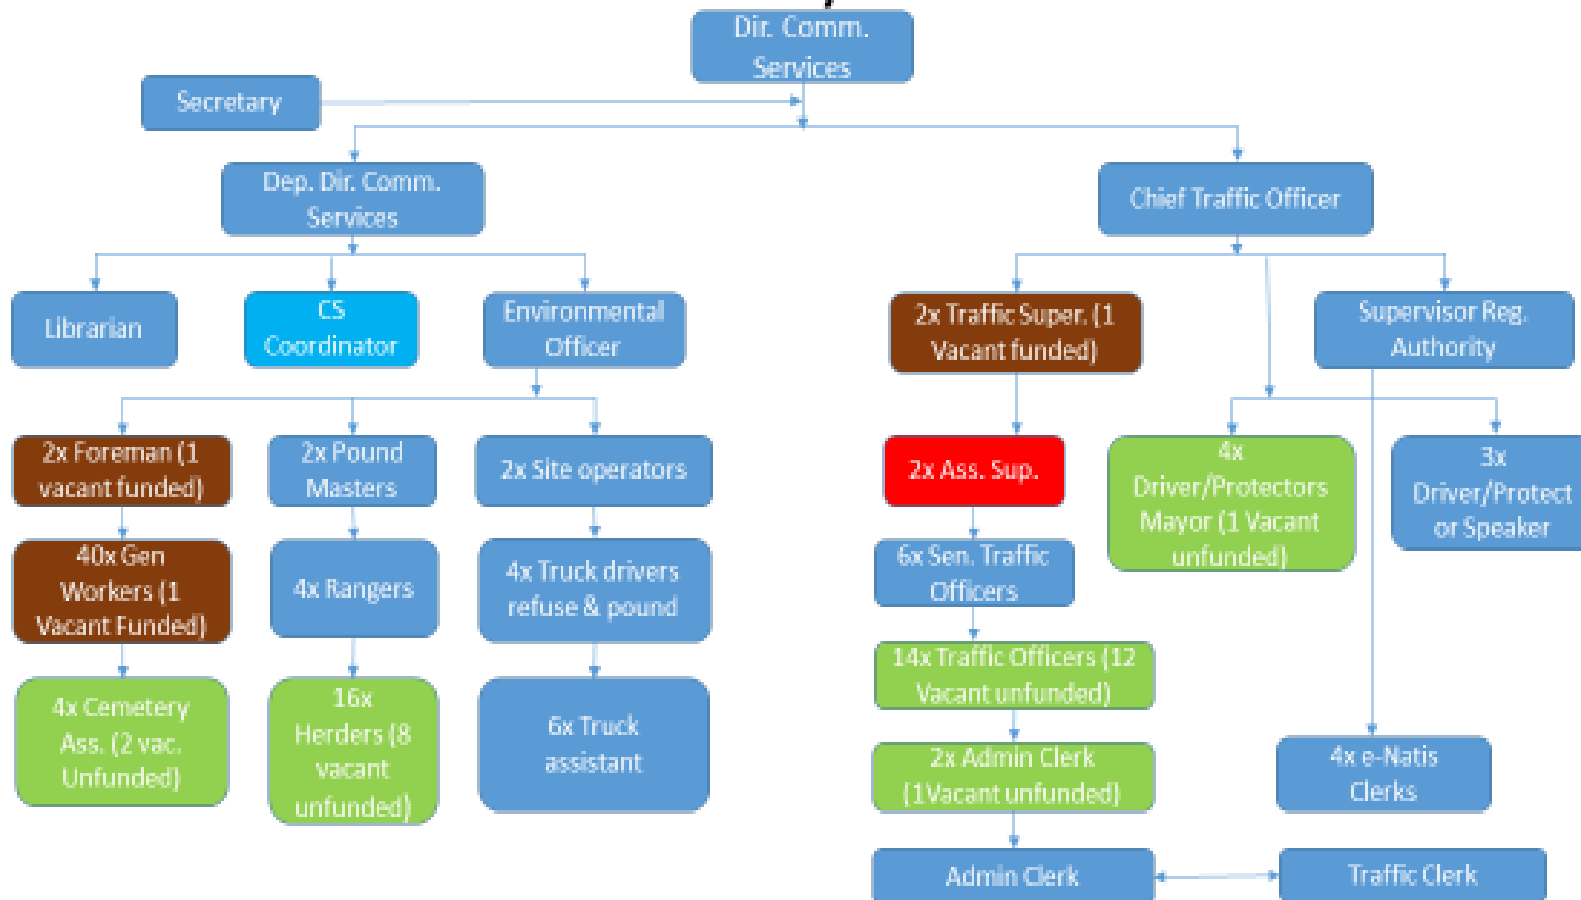 Dir. Comm.
Services
Secretary
Dep. Dir. Comm.
Services
Chief Traffic Officer
Librarian
CS
Coordinator
Environmental
Officer
2x Traffic Super. (1
Vacant funded)
Supervisor Reg.
Authority
2x Foreman (1
vacant funded)
2x Pound
Masters
2x Site operators
2x Ass. Sup.
4x
Driver/Protectors
Mayor (1 Vacant
unfunded)
3x
Driver/Protect
or Speaker
40x Gen
Workers (1
Vacant Funded)
4x Rangers
4x Truck drivers
refuse & pound
6x Sen. Traffic
Officers
14x Traffic Officers (12
Vacant unfunded)
4x Cemetery
Ass. (2 vac.
Unfunded)
16x
Herders (8
vacant
unfunded)
6x Truck
assistant
2x Admin Clerk
(1Vacant unfunded)
4x e-Natis
Clerks
Admin Clerk
Traffic Clerk